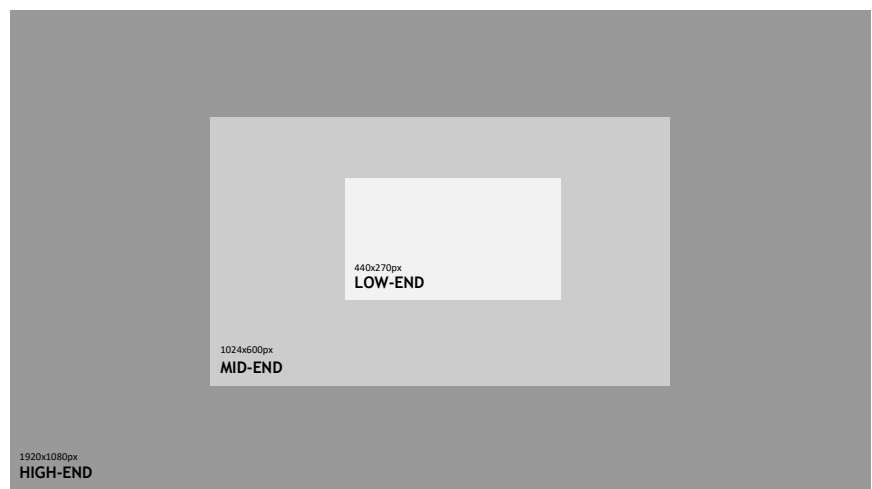 440x270px
LOW-END
1024x600px
MID-END
1920x1080px
HIGH-END